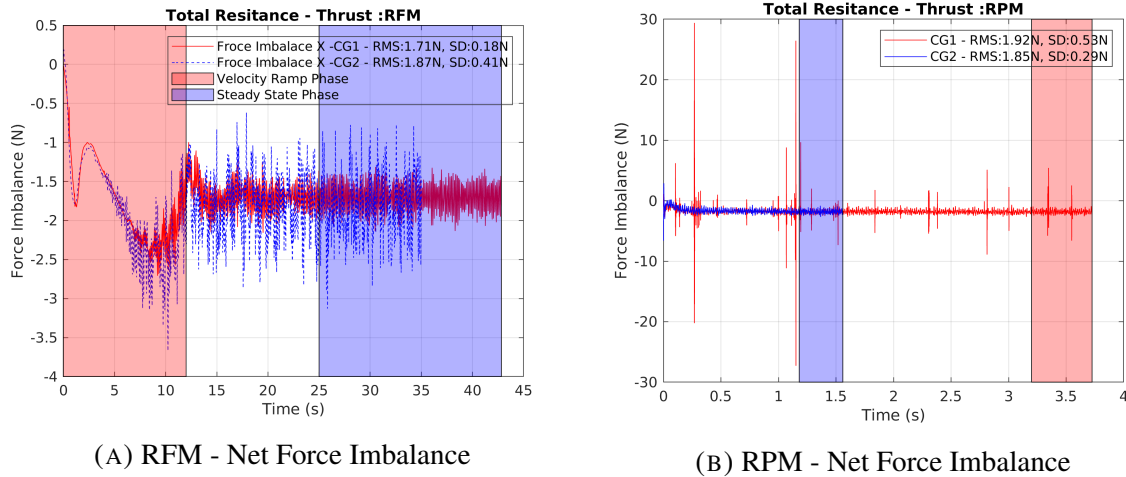 Total Resitance - Thrust :RFM
Froce Imbalace X -CG1 - RMS:1.71N, SD:0.18N
Froce Imbalance X -CG2 - RMS:1.87N, SD:0.41N
Velocity Ramp Phase
Steady State Phase
Force Imbalance (N)
0.5
0
-0.5
-1
-1.5
-2
-2.5
-3
-3.5
-4
0 5 10 15 20 25 30 35 40 45
Time (s)
(A) RFM - Net Force Imbalance
Total Resitance - Thrust :RPM
CG1 - RMS:1.92N, SD:0.53N
CG2 - RMS:1.85N, SD:0.29N
Force Imbalance (N)
30
20
10
0
-10
-20
-30
0 0.5 1 1.5 2 2.5 3 3.5 4
Time (s)
(B) RPM - Net Force Imbalance